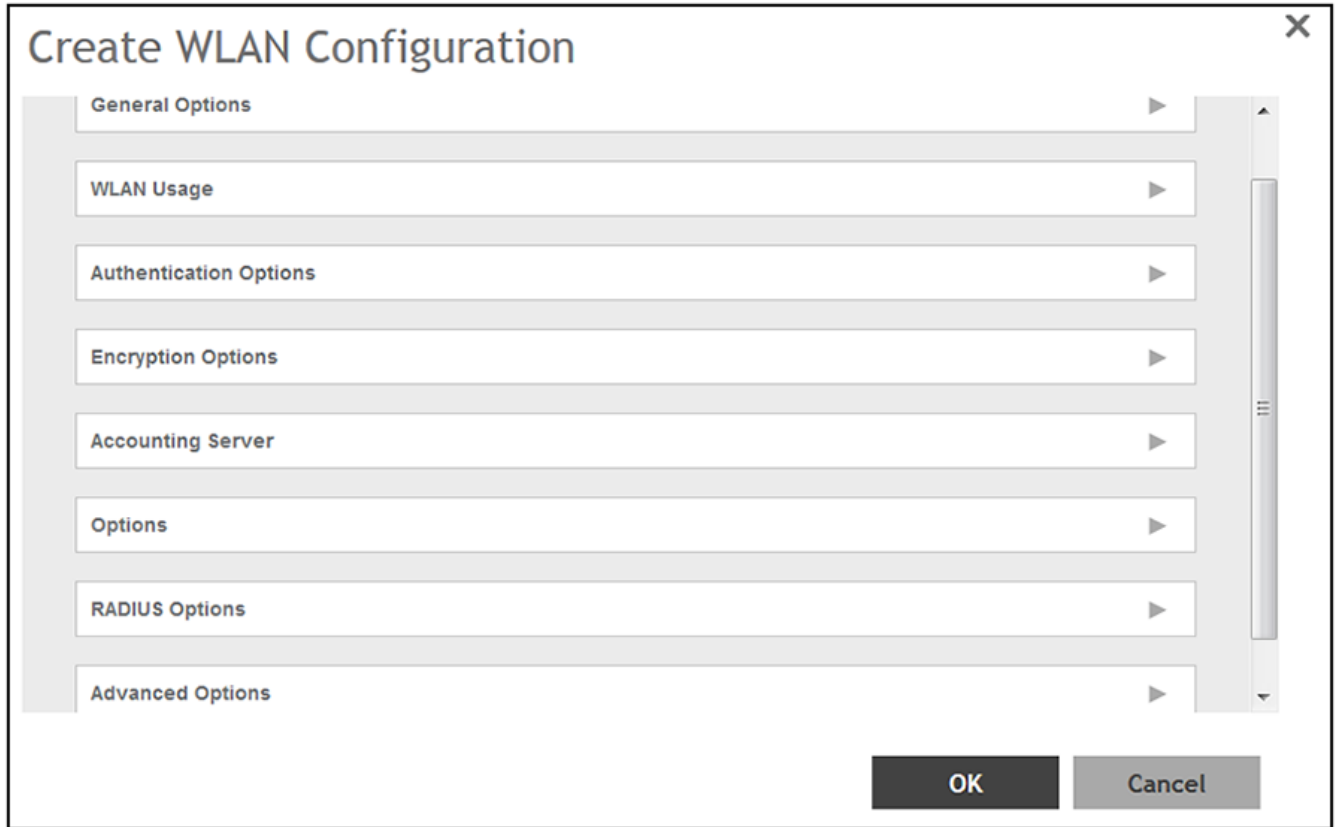 Create WLAN Configuration
General Options
WLAN Usage
Authentication Options
Encryption Options
Accounting Server
Options
RADIUS Options
Advanced Options
OK
Cancel